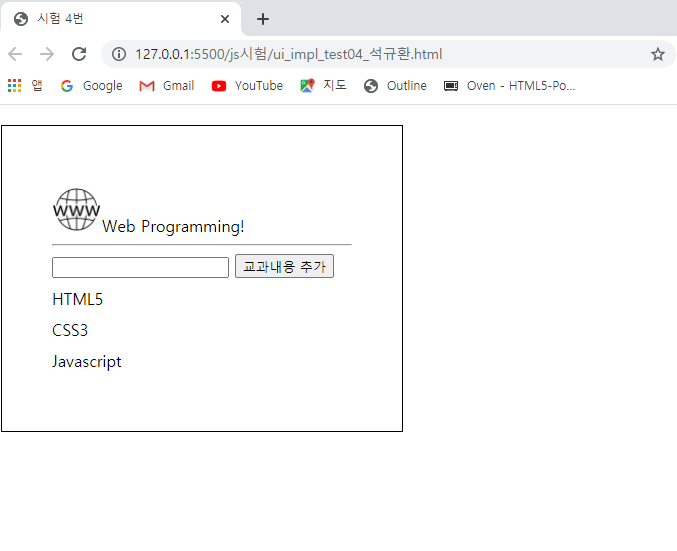 시험 4번
127.0.0.1:5500/js시험/ui_impl_test04_석규환.html
앱 Google Gmail YouTube 지도 Outline Oven - HTML5-Po...
WWW Web Programming!
교과내용 추가
HTML5
CSS3
Javascript